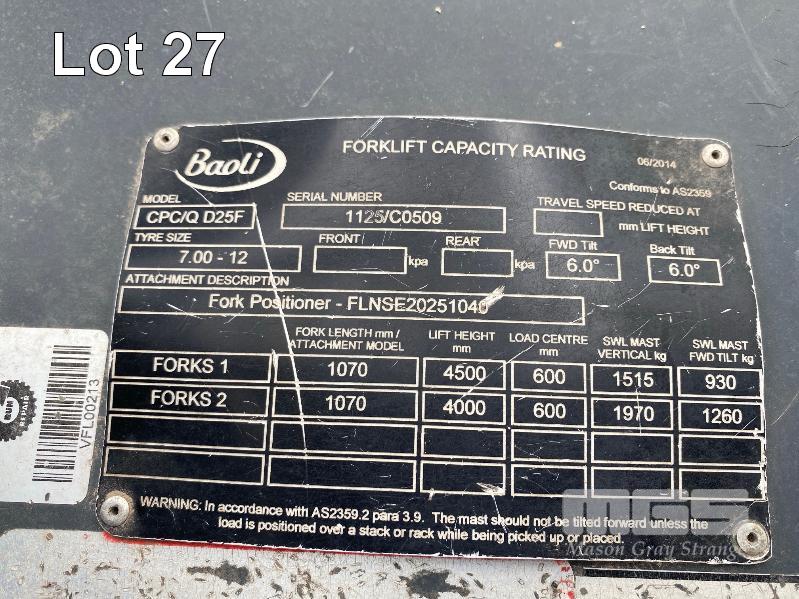 Lot 27
Baoli
FORKLIFT CAPACITY RATING
06/2014
Conforms to AS2359
MODEL
CPC/Q D25F
SERIAL NUMBER
1125/C0509
TRAVEL SPEED REDUCED AT
mm LIFT HEIGHT
TYRE SIZE
7.00 - 12
FRONT
kpa
REAR
kpa
FWD Tilt
6.0°
Back Tilt
6.0°
ATTACHMENT DESCRIPTION
Fork Positioner - FLNSE20251040
FORK LENGTH mm / ATTACHMENT MODEL
LIFT HEIGHT mm
LOAD CENTRE mm
SWL MAST VERTICAL kg
SWL MAST FWD TILT kg
FORKS 1 1070 4500 600 1515 930
FORKS 2 1070 4000 600 1970 1260
WARNING: In accordance with AS2359.2 para 3.9. The mast should not be tilted forward unless the
load is positioned over a stack or rack while being picked up or placed.
VFL00213
MGS
Mason Gray Strang